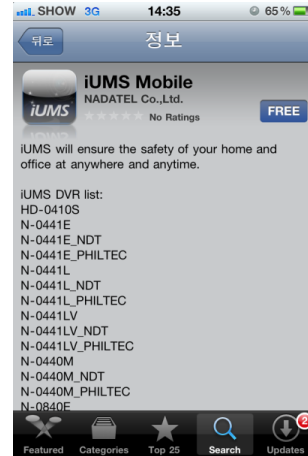 SHOW 3G 14:35 65%
뒤로 정보
iUMS
iUMS Mobile
NADATEL Co.,Ltd.
No Ratings
FREE
iUMS will ensure the safety of your home and
office at anywhere and anytime.
iUMS DVR list:
HD-0410S
N-0441E
N-0441E_NDT
N-0441E_PHILTEC
N-0441L
N-0441L_NDT
N-0441L_PHILTEC
N-0441LV
N-0441LV_NDT
N-0441LV_PHILTEC
N-0440M
N-0440M_NDT
N-0440M_PHILTEC
N-0840E
2
Featured Categories Top 25 Search Updates